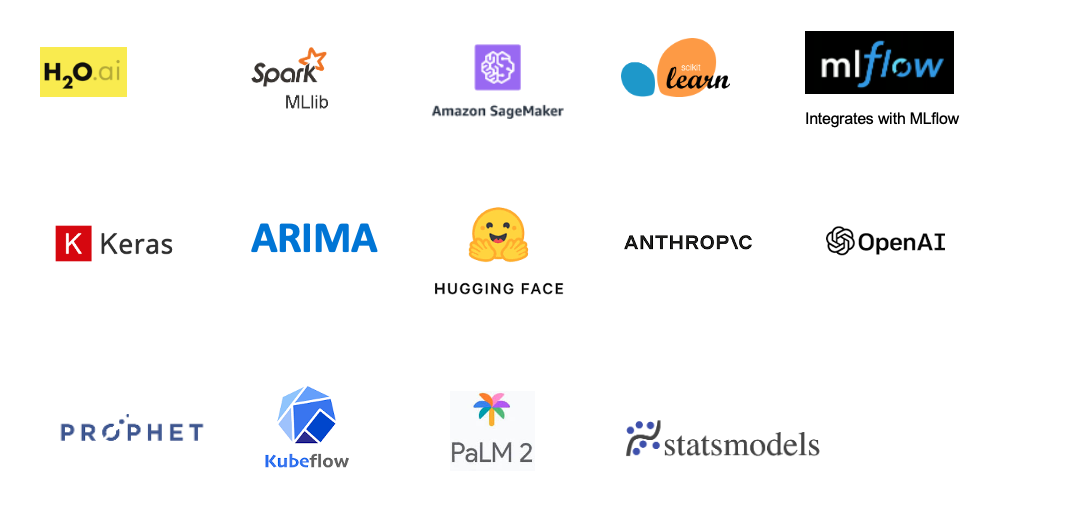 H2O.ai
Spark
MLlib
Amazon SageMaker
scikit
learn
mlflow
Integrates with MLflow
K Keras
ARIMA
HUGGING FACE
ANTHROP\C
OpenAI
PROPHET
Kubeflow
PaLM 2
statsmodels